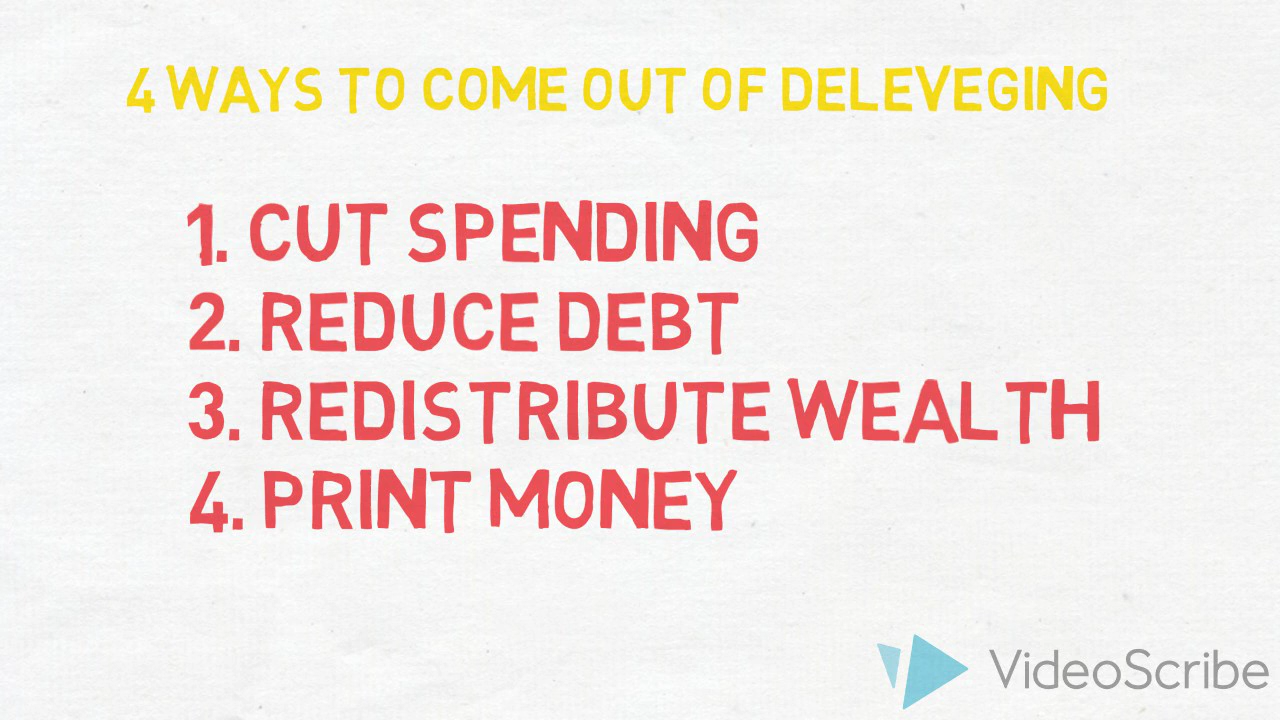 4 WAYS TO COME OUT OF DELEVEGING
1. CUT SPENDING
2. REDUCE DEBT
3. REDISTRIBUTE WEALTH
4. PRINT MONEY
VideoScribe